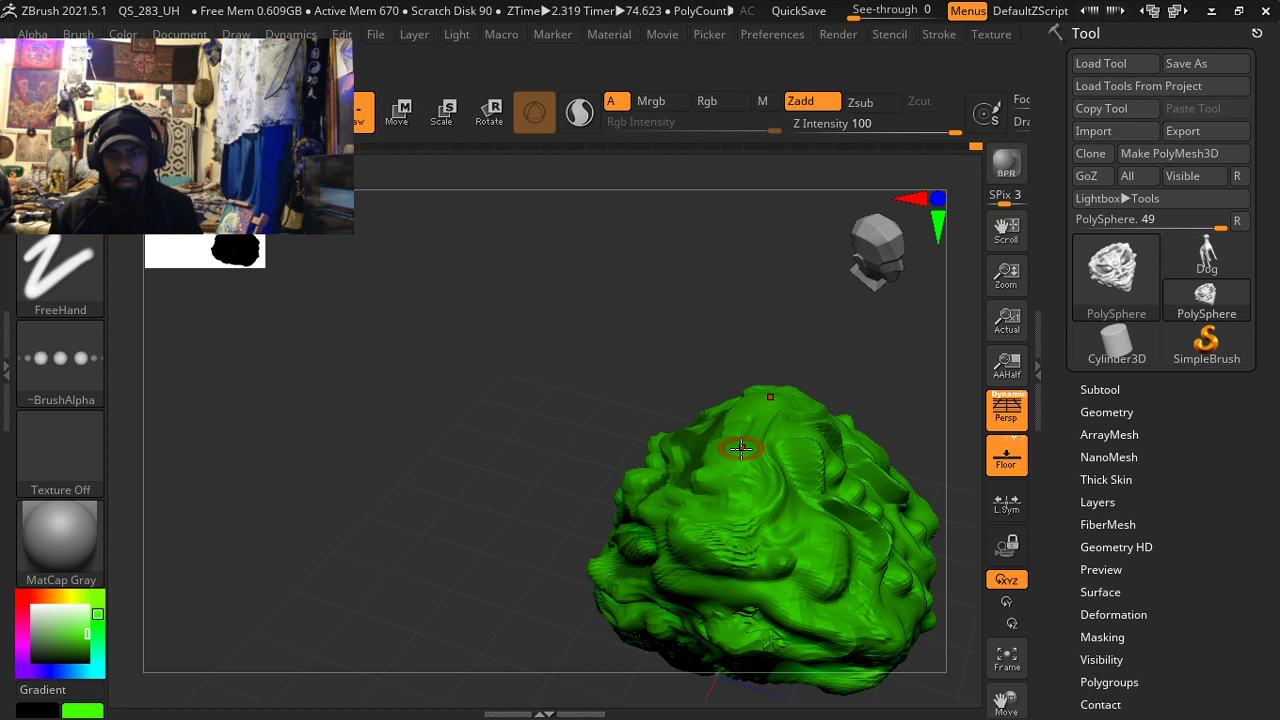 ZBrush 2021.5.1 QS_283_UH ● Free Mem 0.609GB ● Active Mem 670 ● Scratch Disk 90 ● ZTime▶2.319 Timer▶74.623 ● PolyCount▶ AC QuickSave See-through 0 Menus DefaultZScript
Alpha Brush Color Document Draw Dynamics Edit File Layer Light Macro Marker Material Movie Picker Preferences Render Stencil Stroke Texture
Tool
Load Tool Save As
Load Tools From Project
Copy Tool Paste Tool
Import Export
Clone Make PolyMesh3D
GoZ All Visible R
Lightbox▶Tools
PolySphere. 49 R
PolySphere
Dog
PolySphere
Cylinder3D
SimpleBrush
Subtool
Geometry
ArrayMesh
NanoMesh
Thick Skin
Layers
FiberMesh
Geometry HD
Preview
Surface
Deformation
Masking
Visibility
Polygroups
Contact
Move
Scale
Rotate
A Mrgb Rgb M
Rgb Intensity
Zadd Zsub Zcut
Z Intensity 100
Foc
Dra
BPR
SPix 3
Scroll
Zoom
Actual
AAHalf
Dynamic
Persp
Floor
L.Sym
XYZ
Frame
Move
FreeHand
~BrushAlpha
Texture Off
MatCap Gray
Gradient